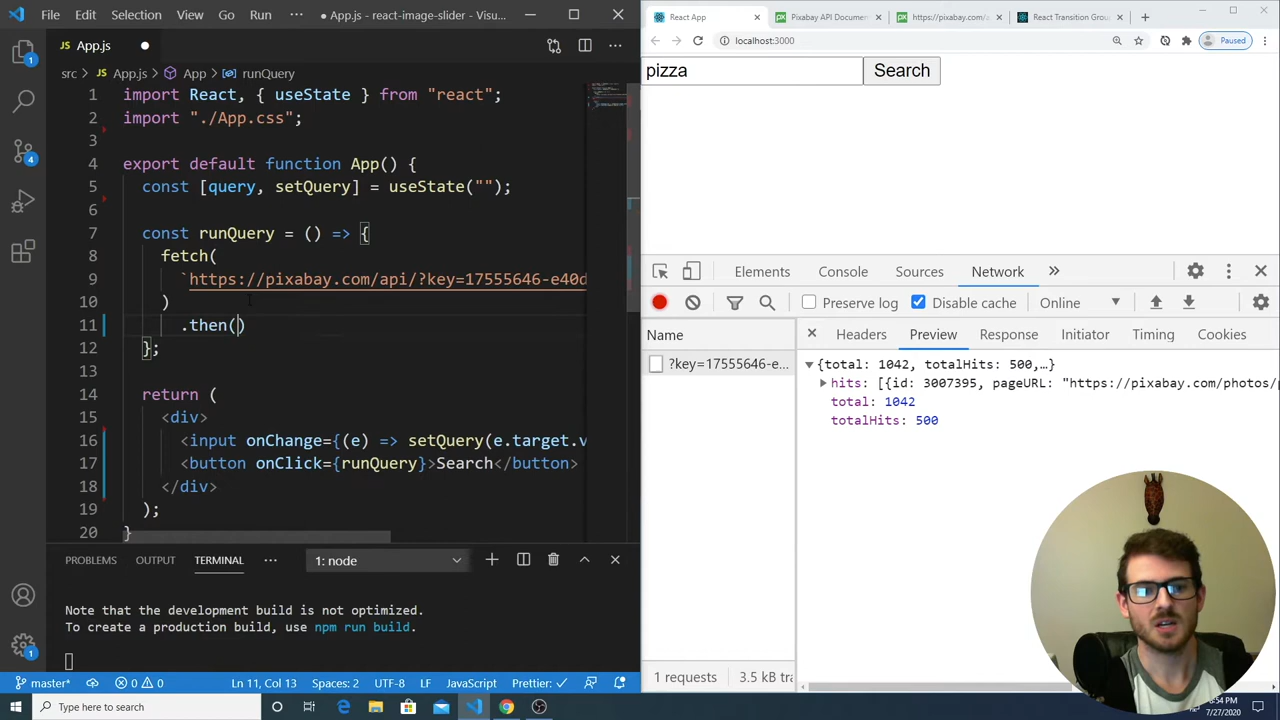 File Edit Selection View Go Run ... App.js - react-image-slider - Visu...
JS App.js
src > JS App.js > App > runQuery
1 import React, { useState } from "react";
2 import "./App.css";
3
4 export default function App() {
5 const [query, setQuery] = useState("");
6
7 const runQuery = () => {
8 fetch(
9 `https://pixabay.com/api/?key=17555646-e40d
10 )
11 .then()
12 };
13
14 return (
15 <div>
16 <input onChange={(e) => setQuery(e.target.v
17 <button onClick={runQuery}>Search</button>
18 </div>
19 );
20 }
1
4
1
PROBLEMS OUTPUT TERMINAL ... 1: node
Note that the development build is not optimized.
To create a production build, use npm run build.
master* 0 0 Ln 11, Col 13 Spaces: 2 UTF-8 LF JavaScript Prettier: ✓
React App
Pixabay API Documen
https://pixabay.com/a
React Transition Grou
localhost:3000
Paused
pizza Search
Elements Console Sources Network »
Preserve log Disable cache Online
Name
?key=17555646-e...
1 requests 3.5 kB tra
Headers Preview Response Initiator Timing Cookies
{total: 1042, totalHits: 500,…}
hits: [{id: 3007395, pageURL: "https://pixabay.com/photos/p
total: 1042
totalHits: 500
Type here to search
:54 PM
7/27/2020